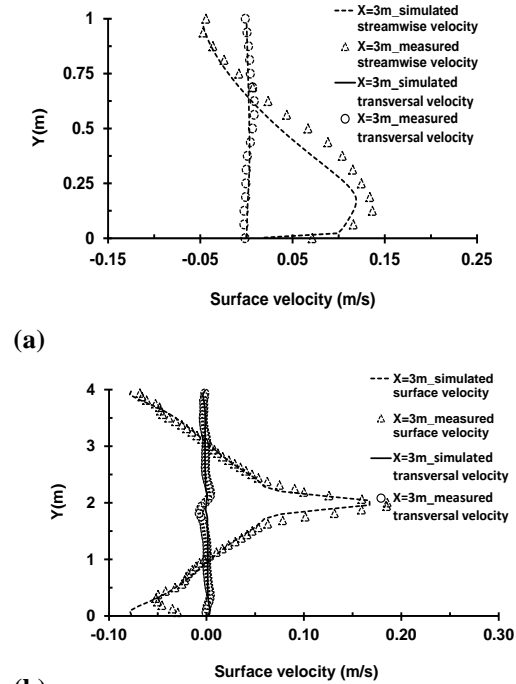 X=3m_simulated
streamwise velocity
X=3m_measured
streamwise velocity
X=3m_simulated
transversal velocity
X=3m_measured
transversal velocity
1
0.75
0.5
0.25
0
Y(m)
-0.15 -0.05 0.05 0.15 0.25
Surface velocity (m/s)
(a)
X=3m_simulated
surface velocity
X=3m_measured
surface velocity
X=3m_simulated
transversal velocity
X=3m_measured
transversal velocity
4
3
2
1
0
Y(m)
-0.10 0.00 0.10 0.20 0.30
Surface velocity (m/s)
(b)